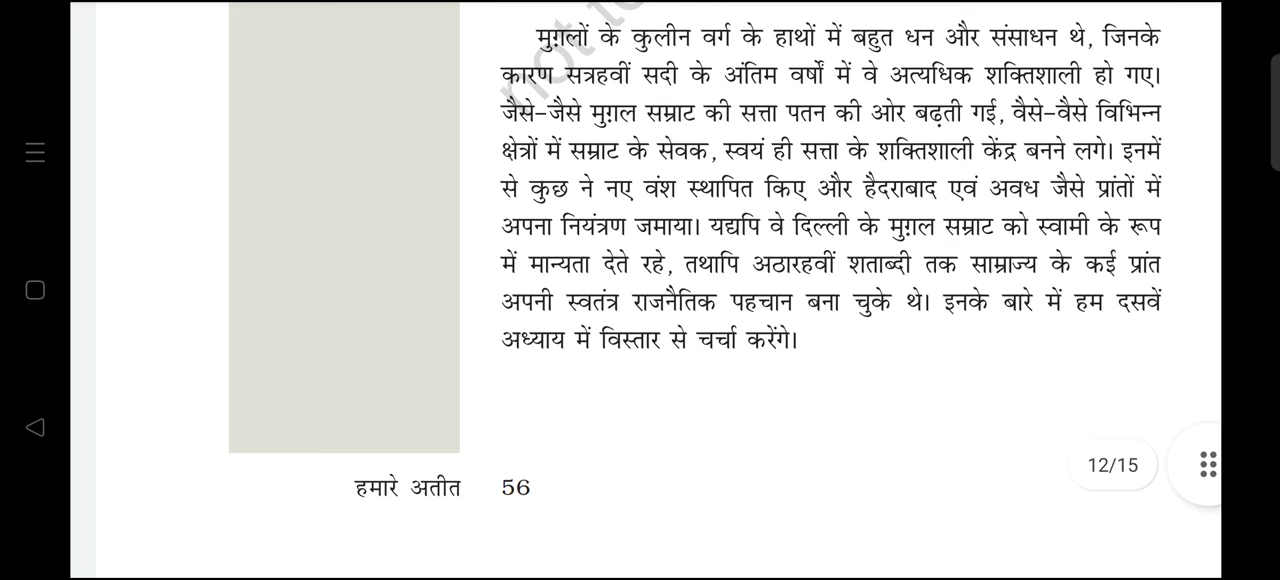 मुग़लों के कुलीन वर्ग के हाथों में बहुत धन और संसाधन थे, जिनके
कारण सत्रहवीं सदी के अंतिम वर्षों में वे अत्यधिक शक्तिशाली हो गए।
जैसे-जैसे मुग़ल सम्राट की सत्ता पतन की ओर बढ़ती गई, वैसे-वैसे विभिन्न
क्षेत्रों में सम्राट के सेवक, स्वयं ही सत्ता के शक्तिशाली केंद्र बनने लगे। इनमें
से कुछ ने नए वंश स्थापित किए और हैदराबाद एवं अवध जैसे प्रांतों में
अपना नियंत्रण जमाया। यद्यपि वे दिल्ली के मुग़ल सम्राट को स्वामी के रूप
में मान्यता देते रहे, तथापि अठारहवीं शताब्दी तक साम्राज्य के कई प्रांत
अपनी स्वतंत्र राजनैतिक पहचान बना चुके थे। इनके बारे में हम दसवें
अध्याय में विस्तार से चर्चा करेंगे।
12/15
हमारे अतीत 56
not to